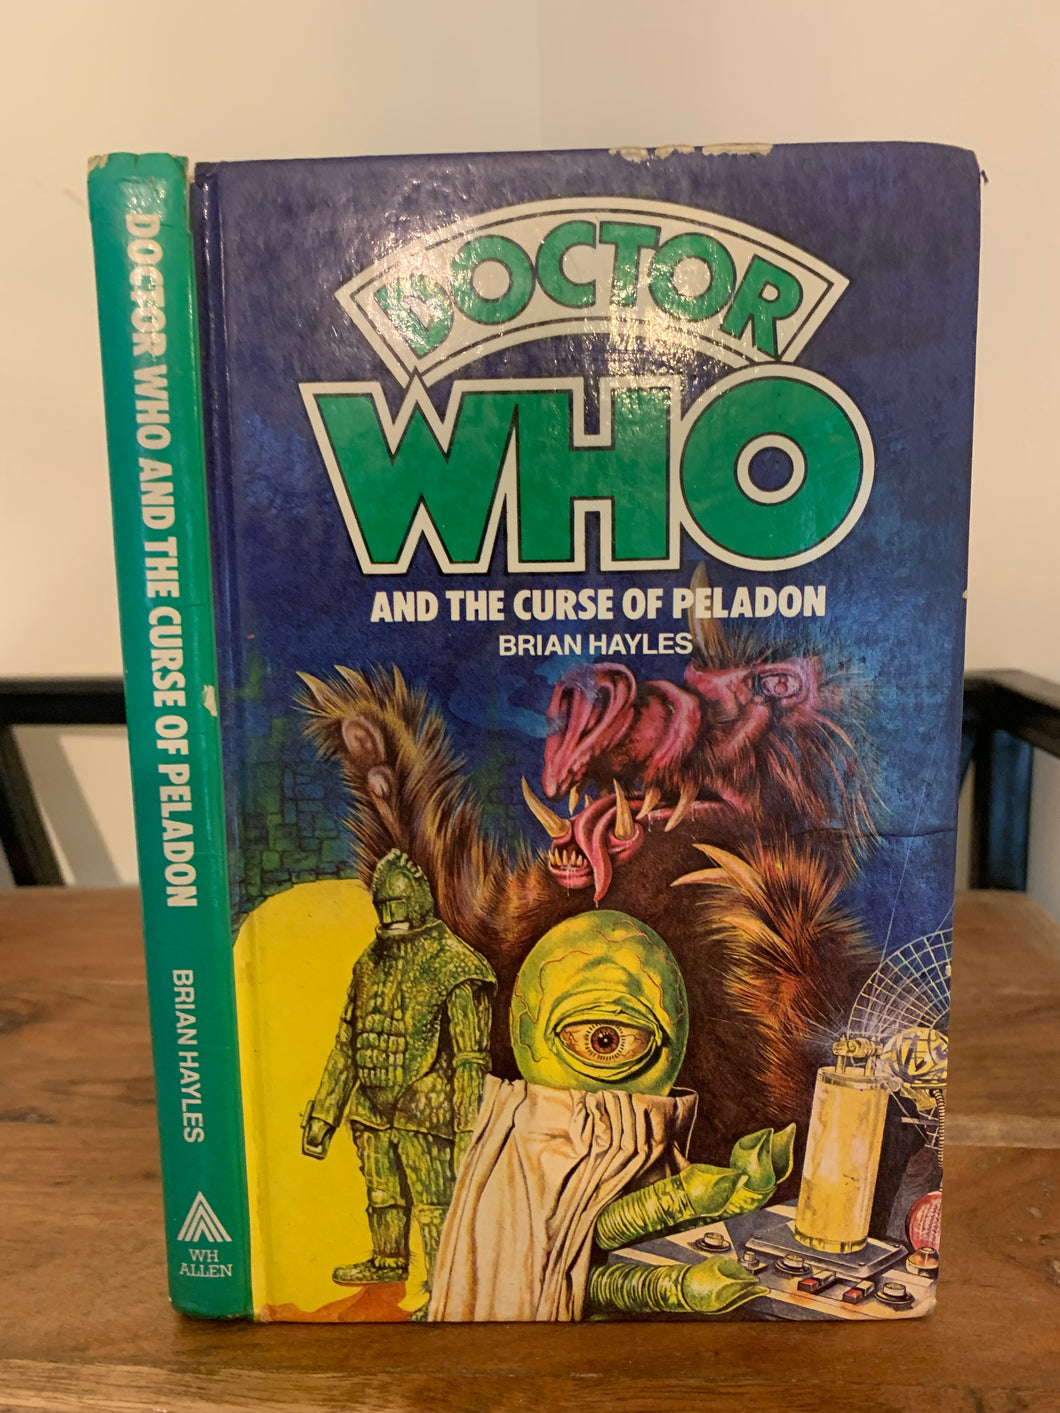 DOCTOR WHO AND THE CURSE OF PELADON
BRIAN HAYLES
WH
ALLEN
DOCTOR
WHO
AND THE CURSE OF PELADON
BRIAN HAYLES